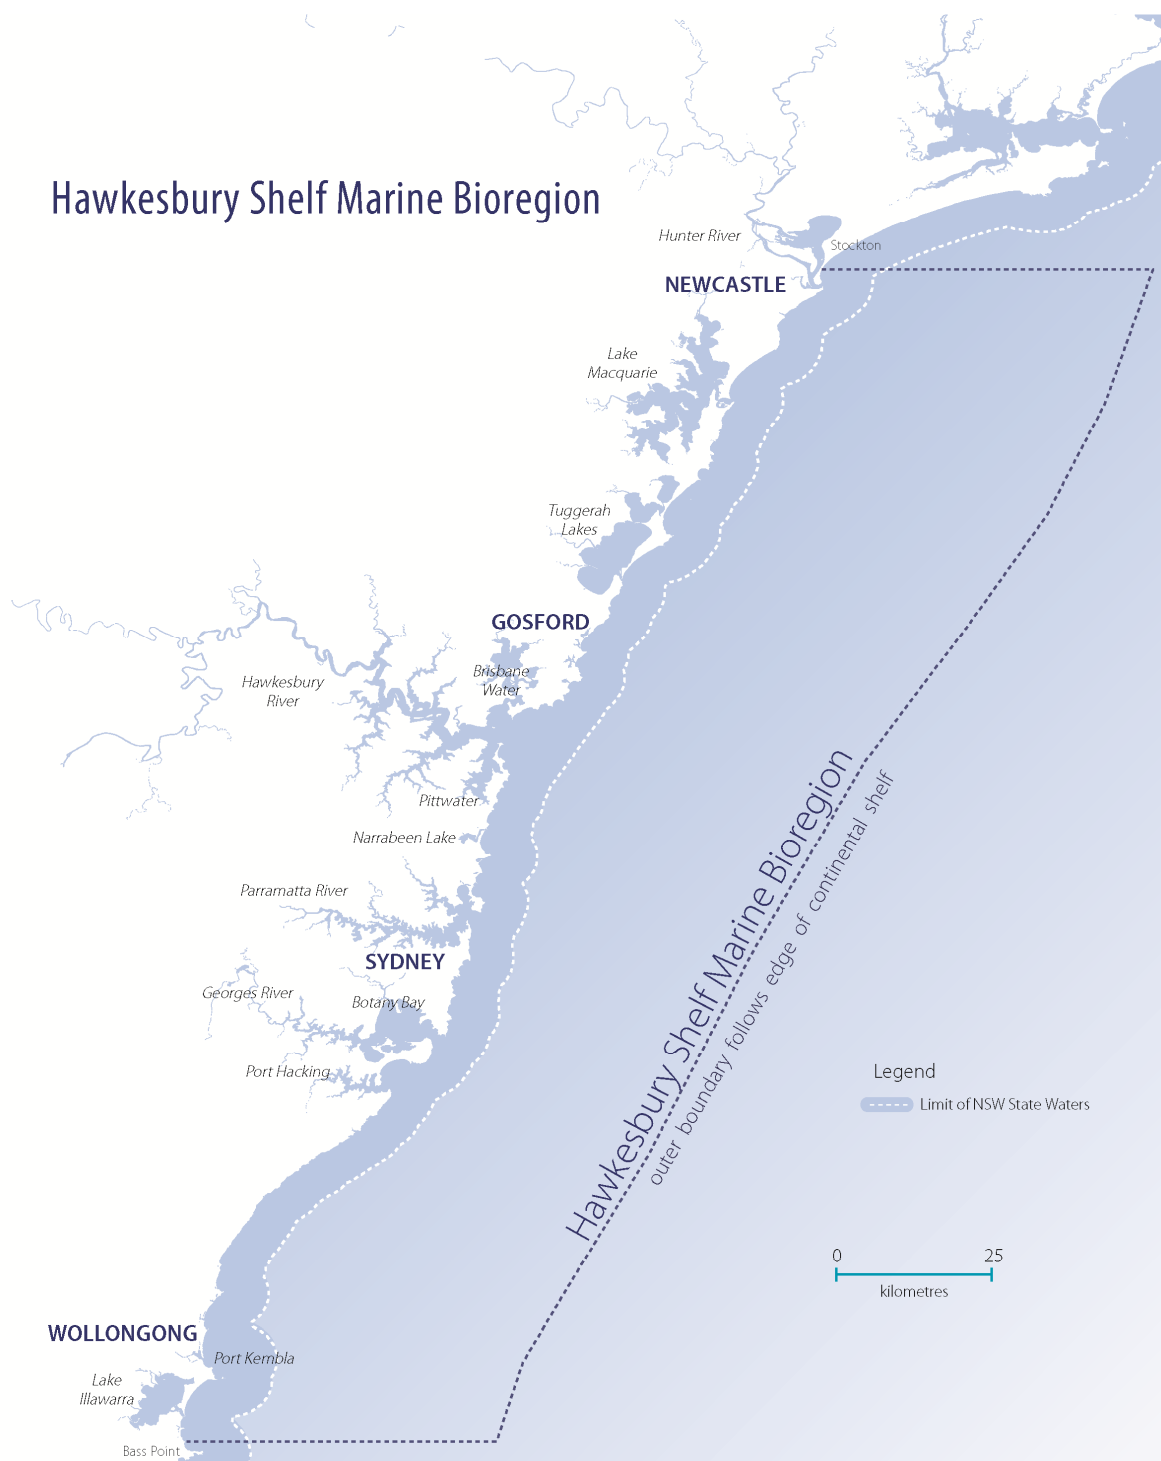 Hawkesbury Shelf Marine Bioregion
Hunter River
Stockton
NEWCASTLE
Lake
Macquarie
Tuggerah
Lakes
GOSFORD
Brisbane
Water
Hawkesbury
River
Pittwater
Narrabeen Lake
Parramatta River
SYDNEY
Georges River
Botany Bay
Port Hacking
Hawkesbury Shelf Marine Bioregion
outer boundary follows edge of continental shelf
Legend
Limit of NSW State Waters
0 25
kilometres
WOLLONGONG
Port Kembla
Lake
Illawarra
Bass Point